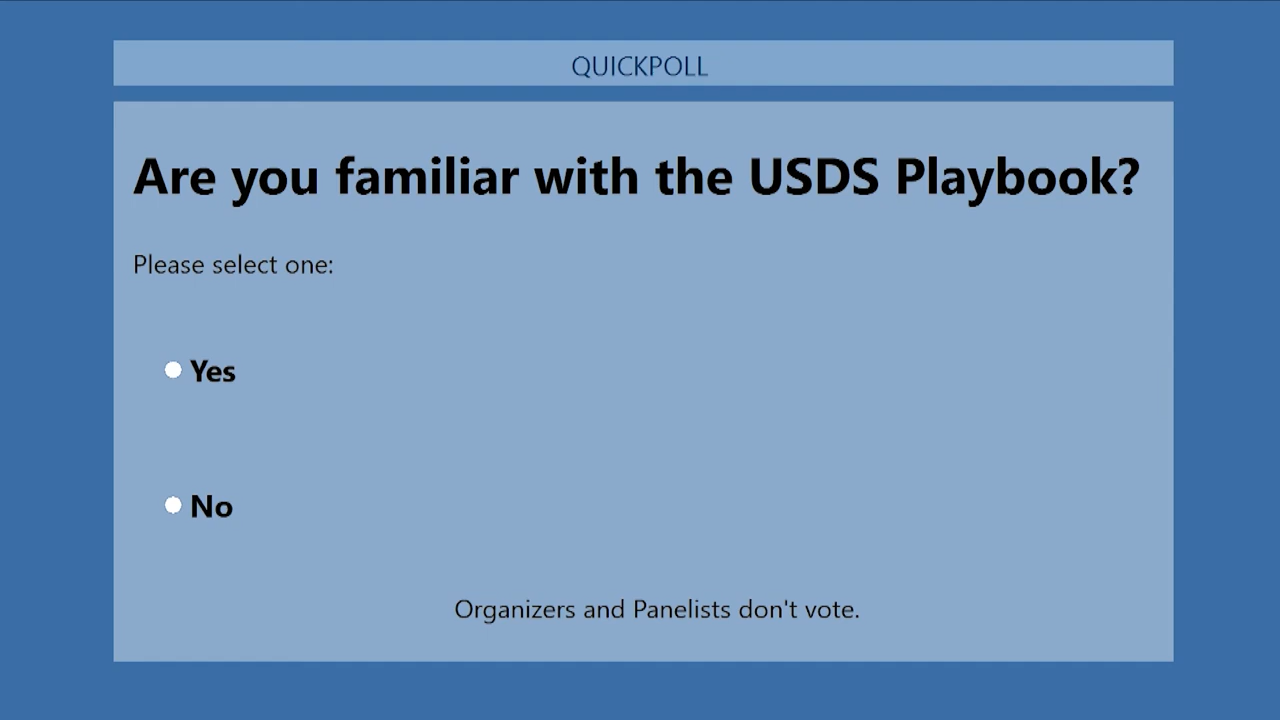 QUICKPOLL
Are you familiar with the USDS Playbook?
Please select one:
Yes
No
Organizers and Panelists don't vote.